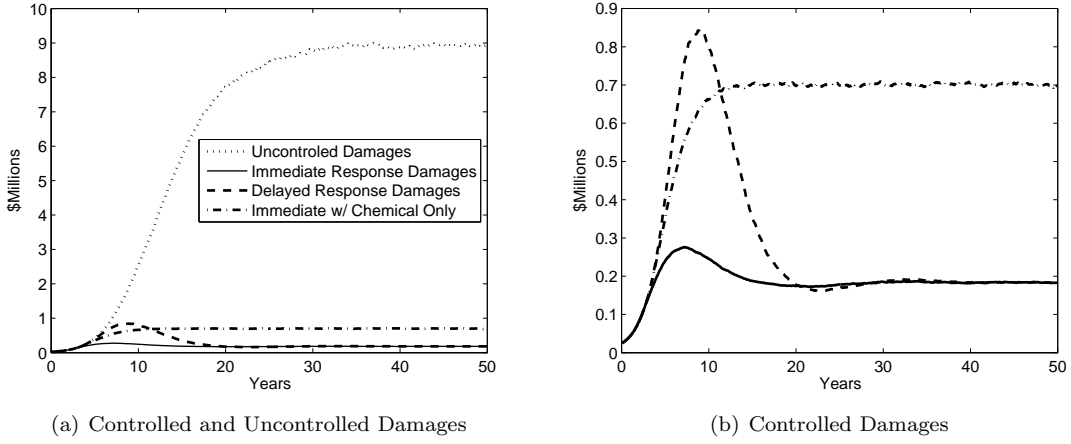 10
9
8
7
6
5
4
3
2
1
0
$Millions
Uncontroled Damages
Immediate Response Damages
Delayed Response Damages
Immediate w/ Chemical Only
0 10 20 30 40 50
Years
(a) Controlled and Uncontrolled Damages
0.9
0.8
0.7
0.6
0.5
0.4
0.3
0.2
0.1
0
$Millions
0 10 20 30 40 50
Years
(b) Controlled Damages